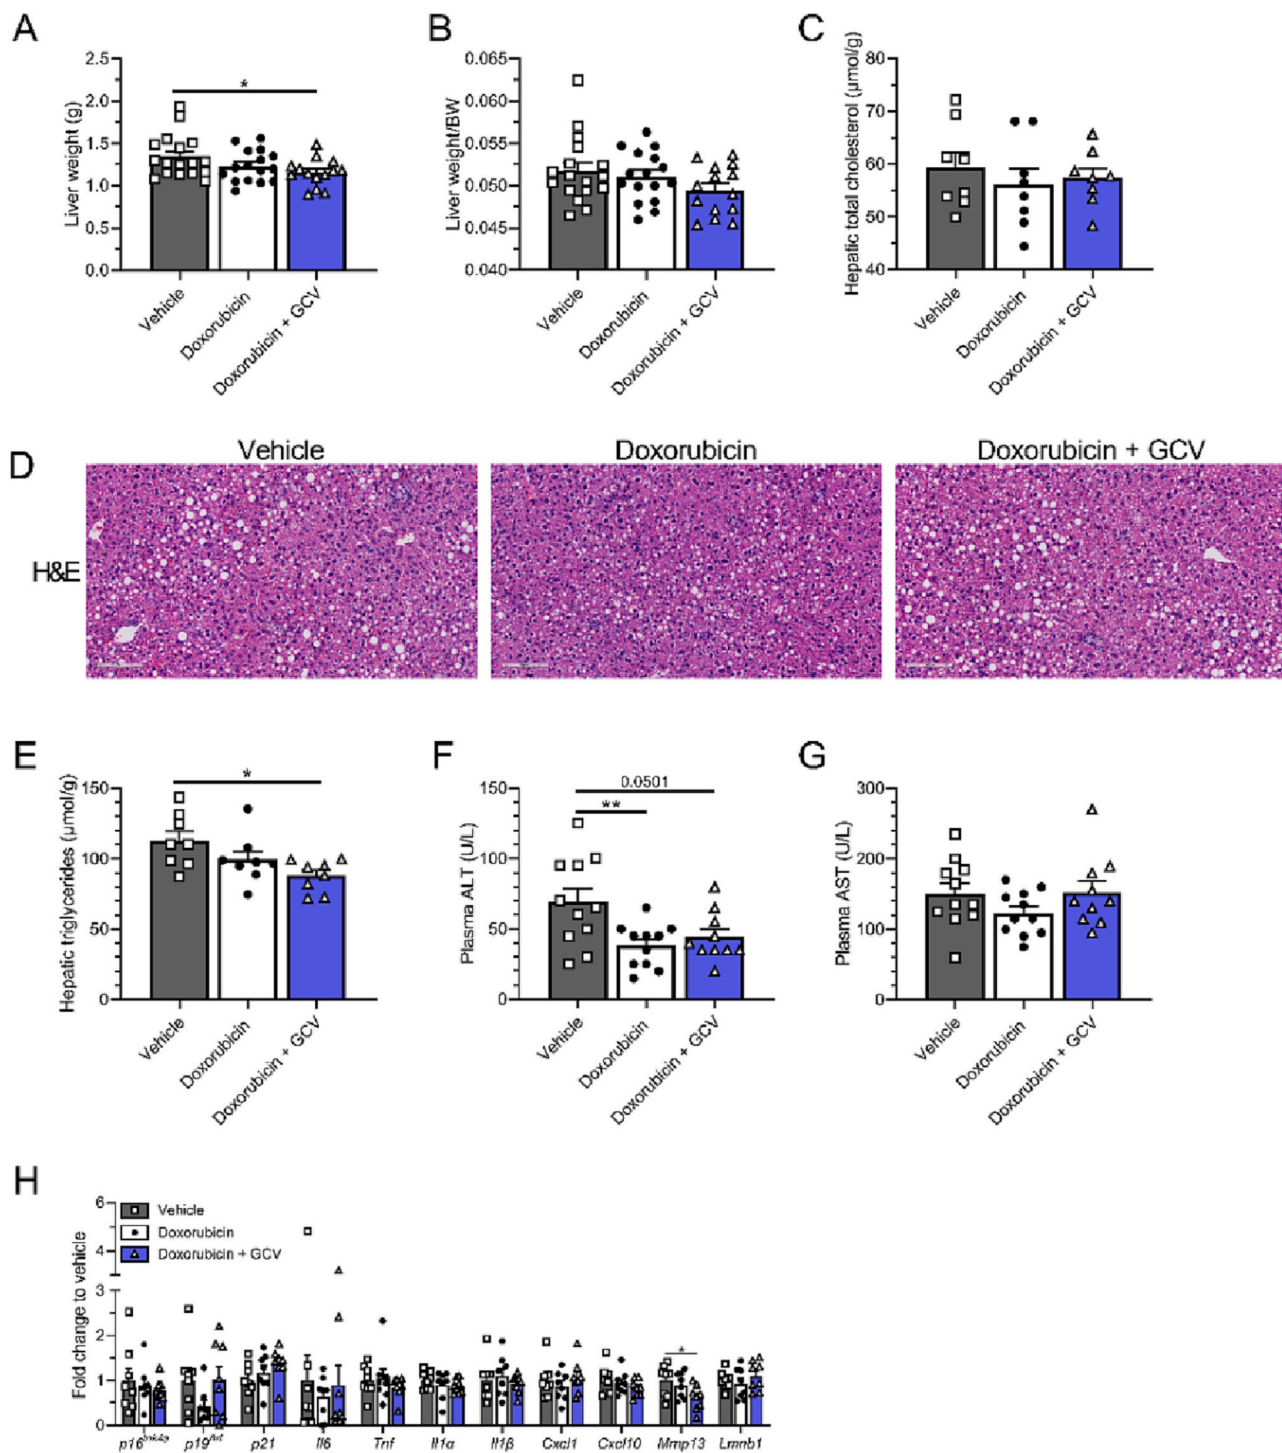 A
Liver weight (g)
2.5
2.0
1.5
1.0
0.5
0.0
*
Vehicle
Doxorubicin
Doxorubicin + GCV
B
Liver weight/BW
0.065
0.060
0.055
0.050
0.045
0.040
Vehicle
Doxorubicin
Doxorubicin + GCV
C
Hepatic total cholesterol (μmol/g)
80
70
60
50
40
Vehicle
Doxorubicin
Doxorubicin + GCV
D
Vehicle
Doxorubicin
Doxorubicin + GCV
H&E
E
Hepatic triglycerides (μmol/g)
150
100
50
0
*
Vehicle
Doxorubicin
Doxorubicin + GCV
F
Plasma ALT (U/L)
150
100
50
0
0.0501
**
Vehicle
Doxorubicin
Doxorubicin + GCV
G
Plasma AST (U/L)
300
200
100
0
Vehicle
Doxorubicin
Doxorubicin + GCV
H
Fold change to vehicle
6
4
3
2
1
0
Vehicle
Doxorubicin
Doxorubicin + GCV
*
p16 Ink4a
p19 Arf
p21
Il6
Tnf
Il1α
Il1β
Cxcl1
Cxcl10
Mmp13
Lmnb1